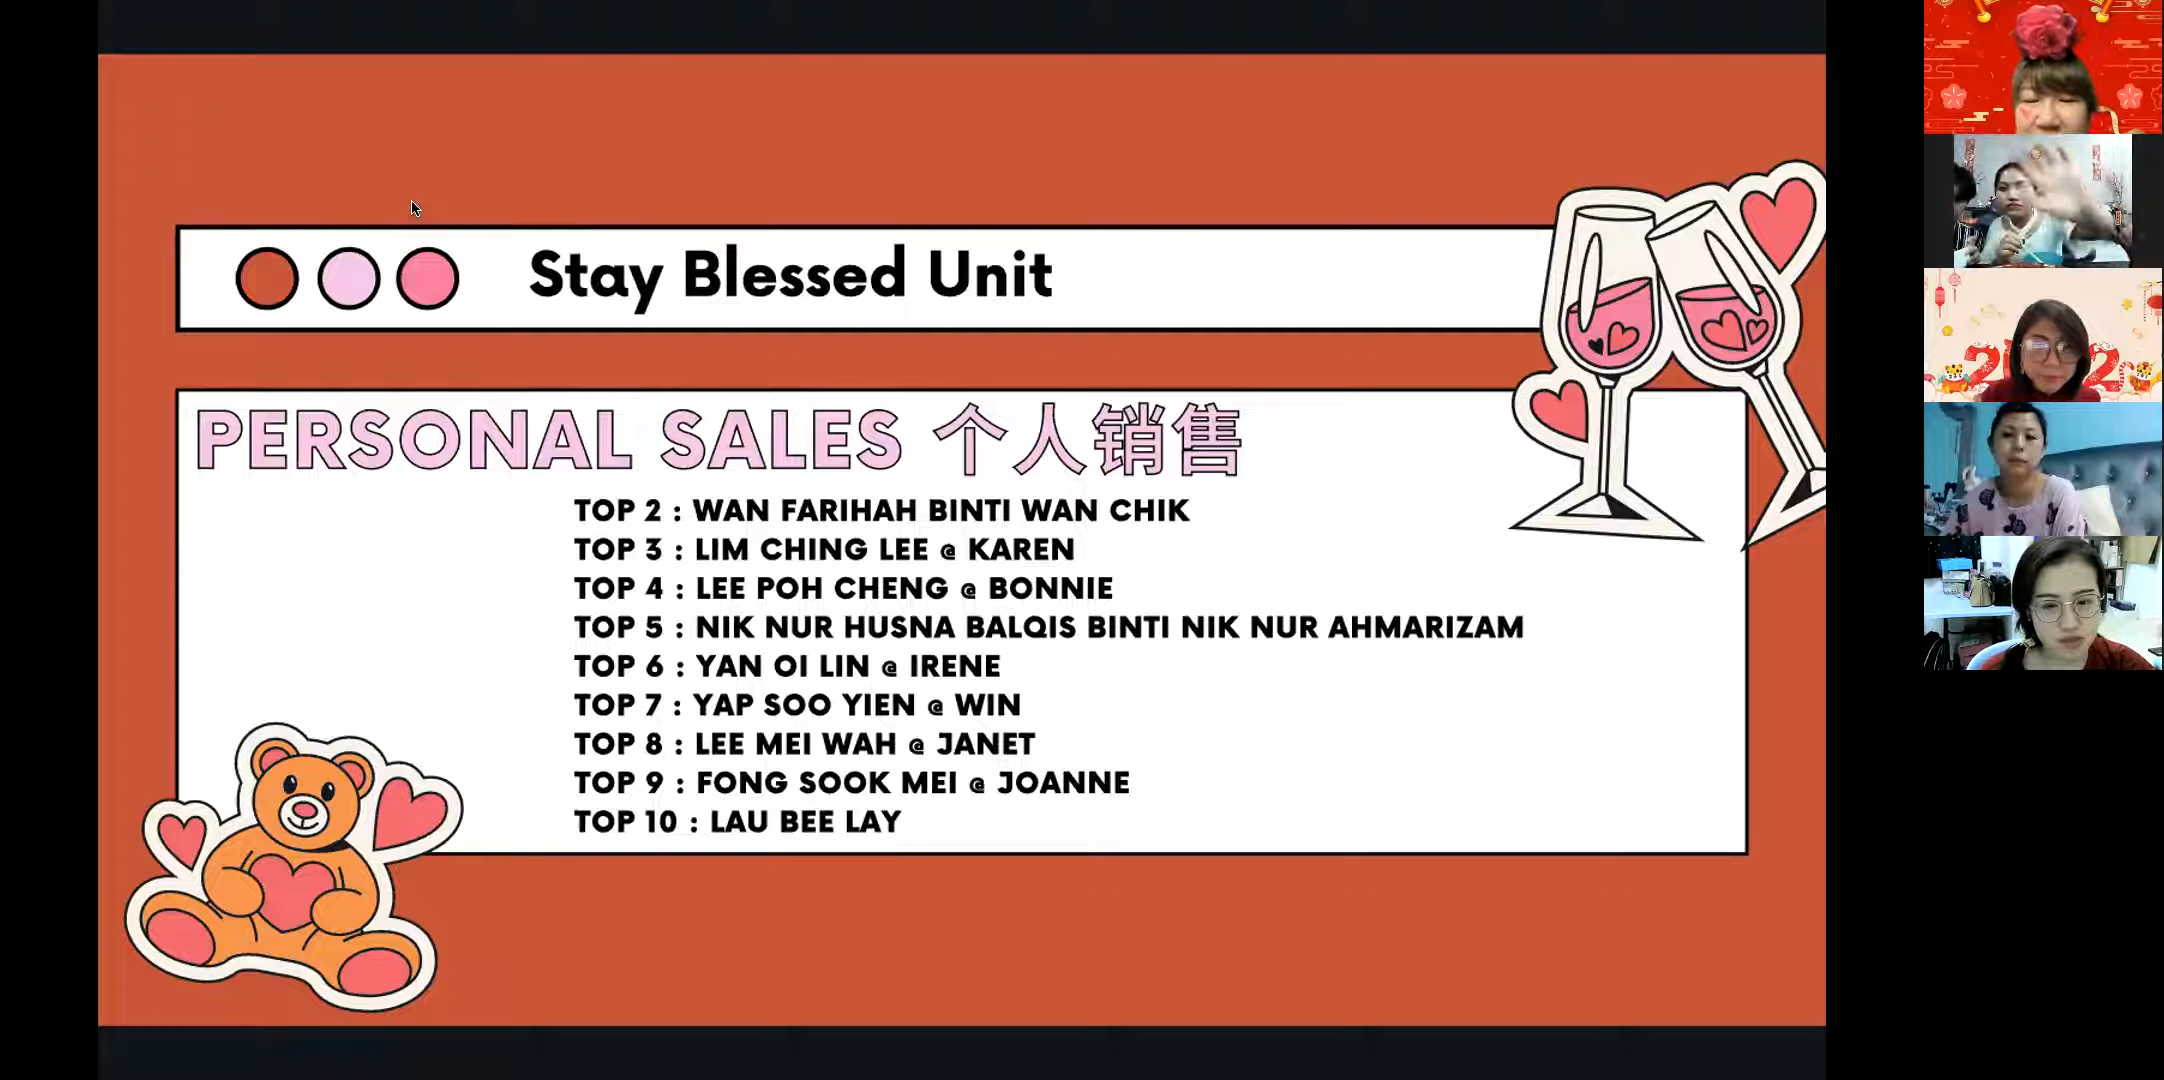 Stay Blessed Unit
PERSONAL SALES 个人销售
TOP 2 : WAN FARIHAH BINTI WAN CHIK
TOP 3 : LIM CHING LEE @ KAREN
TOP 4 : LEE POH CHENG @ BONNIE
TOP 5 : NIK NUR HUSNA BALQIS BINTI NIK NUR AHMARIZAM
TOP 6 : YAN OI LIN @ IRENE
TOP 7 : YAP SOO YIEN @ WIN
TOP 8 : LEE MEI WAH @ JANET
TOP 9 : FONG SOOK MEI @ JOANNE
TOP 10 : LAU BEE LAY